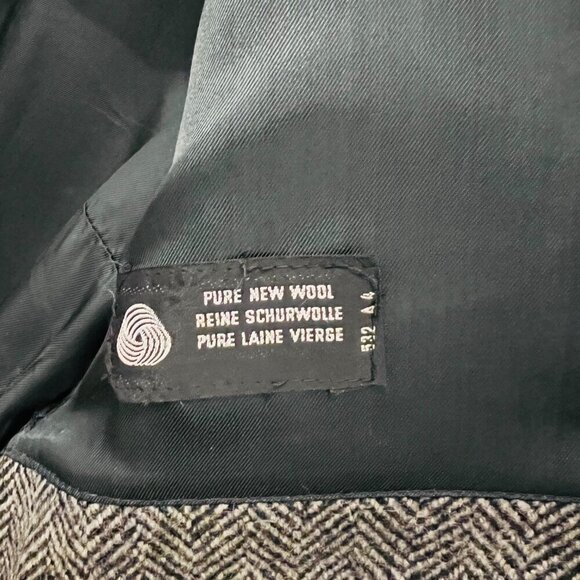 PURE NEW WOOL
REINE SCHURWOLLE
PURE LAINE VIERGE
532 A 4